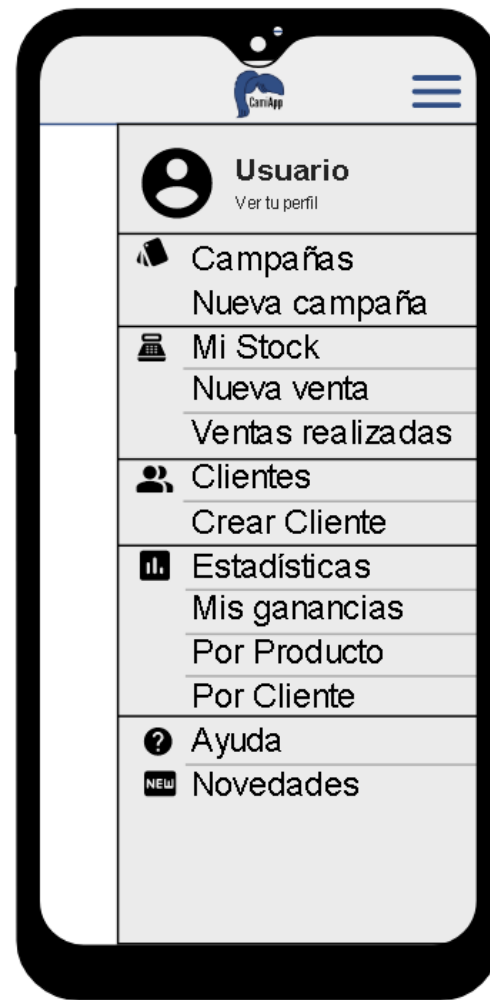 CamiApp
Usuario
Ver tu perfil
Campañas
Nueva campaña
Mi Stock
Nueva venta
Ventas realizadas
Clientes
Crear Cliente
Estadísticas
Mis ganancias
Por Producto
Por Cliente
Ayuda
NEW Novedades